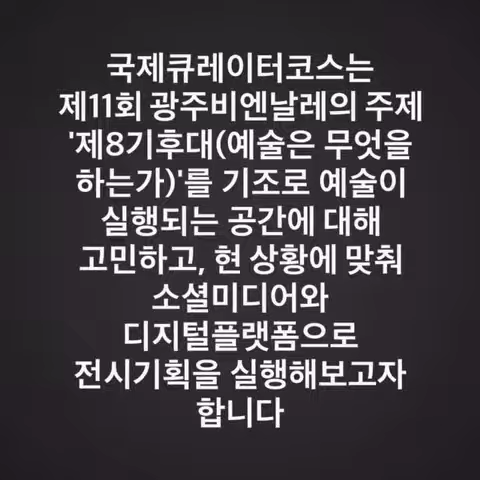 국제큐레이터코스는
제11회 광주비엔날레의 주제
'제8기후대(예술은 무엇을
하는가)'를 기조로 예술이
실행되는 공간에 대해
고민하고, 현 상황에 맞춰
소셜미디어와
디지털플랫폼으로
전시기획을 실행해보고자
합니다